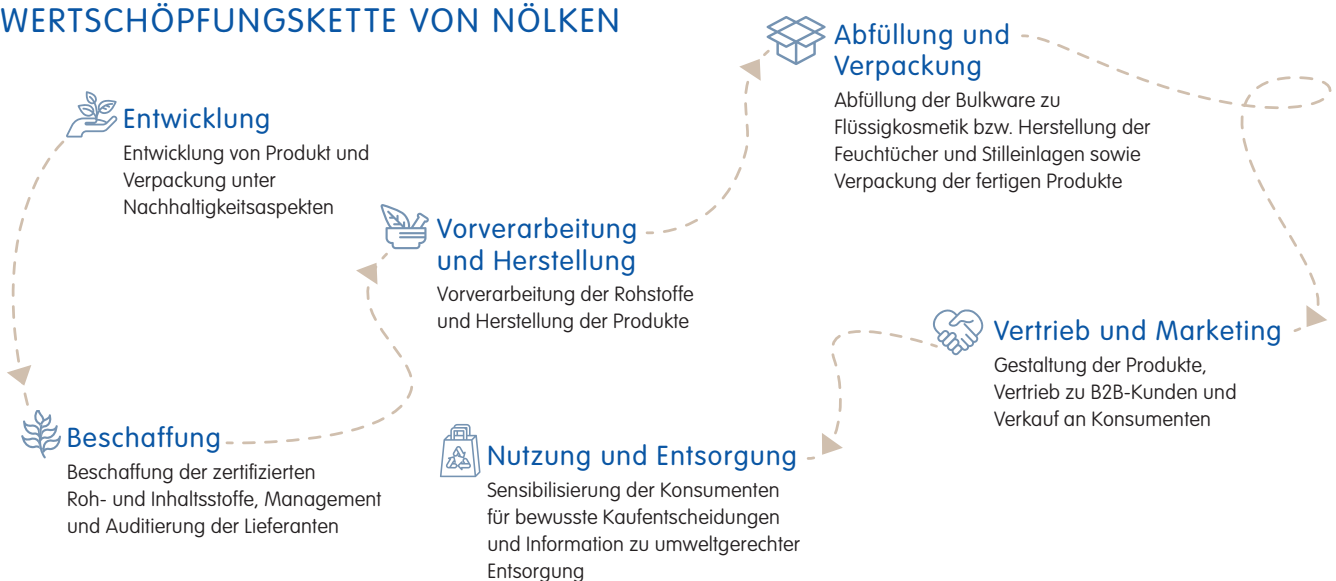 WERTSCHÖPFUNGSKETTE VON NÖLKEN
Entwicklung
Entwicklung von Produkt und
Verpackung unter
Nachhaltigkeitsaspekten
Beschaffung
Beschaffung der zertifizierten
Roh- und Inhaltsstoffe, Management
und Auditierung der Lieferanten
Vorverarbeitung
und Herstellung
Vorverarbeitung der Rohstoffe
und Herstellung der Produkte
Abfüllung und
Verpackung
Abfüllung der Bulkware zu
Flüssigkosmetik bzw. Herstellung der
Feuchtücher und Stilleinlagen sowie
Verpackung der fertigen Produkte
Vertrieb und Marketing
Gestaltung der Produkte,
Vertrieb zu B2B-Kunden und
Verkauf an Konsumenten
Nutzung und Entsorgung
Sensibilisierung der Konsumenten
für bewusste Kaufentscheidungen
und Information zu umweltgerechter
Entsorgung